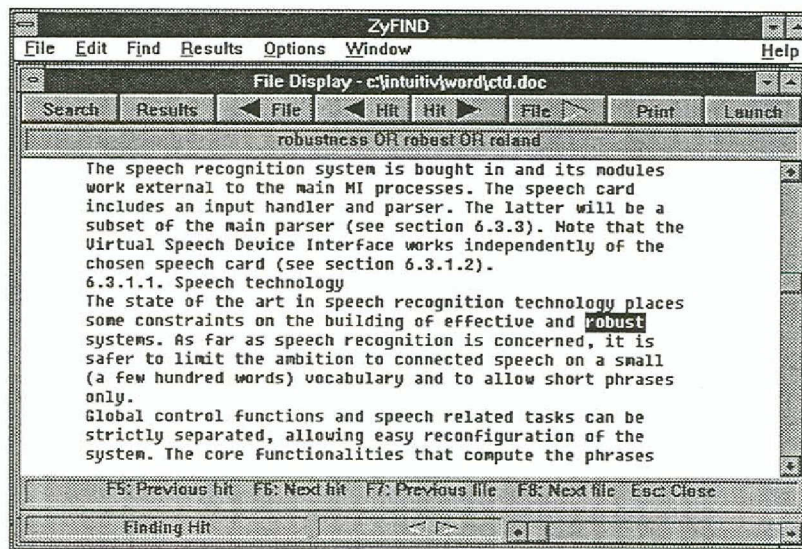 ZyFIND
File Edit Find Results Options Window Help
File Display - c:\intuitiv\word\ctd.doc
Search Results File Hit Hit File Print Launch
robustness OR robest OR roland
The speech recognition system is bought in and its modules
work external to the main MI processes. The speech card
includes an input handler and parser. The latter will be a
subset of the main parser (see section 6.3.3). Note that the
Virtual Speech Device Interface works independently of the
chosen speech card (see section 6.3.1.2).
6.3.1.1. Speech technology
The state of the art in speech recognition technology places
some constraints on the building of effective and robust
systems. As far as speech recognition is concerned, it is
safer to limit the ambition to connected speech on a small
(a few hundred words) vocabulary and to allow short phrases
only.
Global control functions and speech related tasks can be
strictly separated, allowing easy reconfiguration of the
system. The core functionalities that compute the phrases
F5: Previous hit F6: Next hit F7: Previous file F8: Next file Esc: Close
Finding Hit